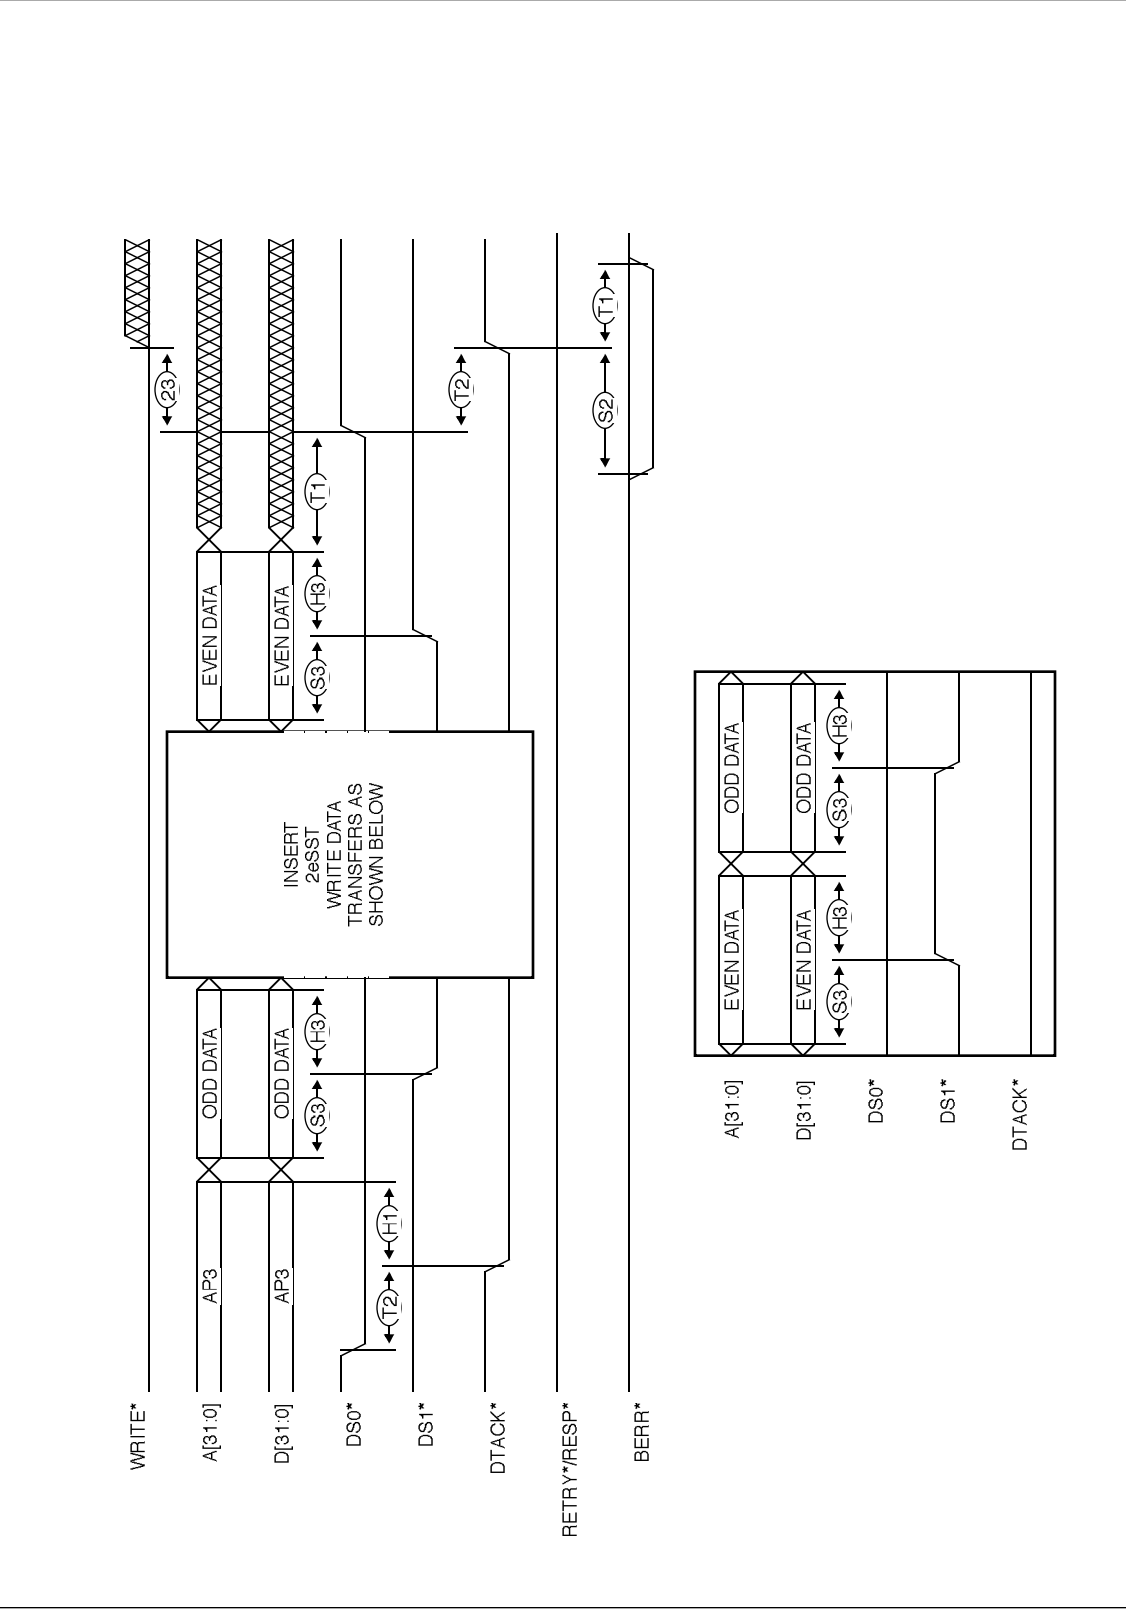 WRITE*
23
A[31:0]
AP3
ODD DATA
EVEN DATA
D[31:0]
AP3
ODD DATA
EVEN DATA
S3
H3
S3
H3
T1
INSERT
2eSST
WRITE DATA
TRANSFERS AS
SHOWN BELOW
DS0*
T2
H1
DS1*
T2
DTACK*
RETRY*/RESP*
S2
T1
BERR*
A[31:0]
EVEN DATA
ODD DATA
D[31:0]
EVEN DATA
ODD DATA
S3
H3
S3
H3
DS0*
DS1*
DTACK*